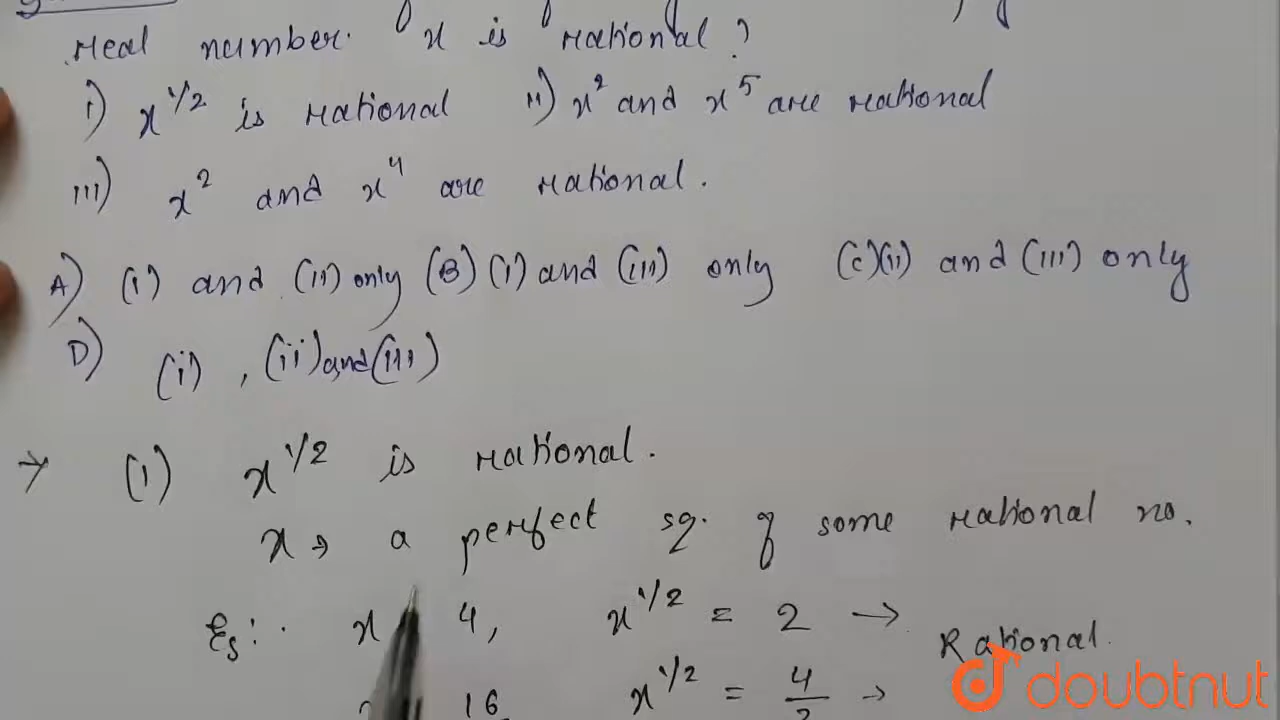 real number x is rational?
i) x^1/2 is rational ii) x^2 and x^5 are rational
iii) x^2 and x^4 are rational.
A) (i) and (ii) only (B) (i) and (iii) only (c) (ii) and (iii) only
D) (i), (ii) and (iii)
→ (i) x^1/2 is rational.
x → a perfect sq. of some rational no.
Eg:. x 4, x^1/2 = 2 → Rational.
16 x^1/2 = 4/3 →
doubtnut